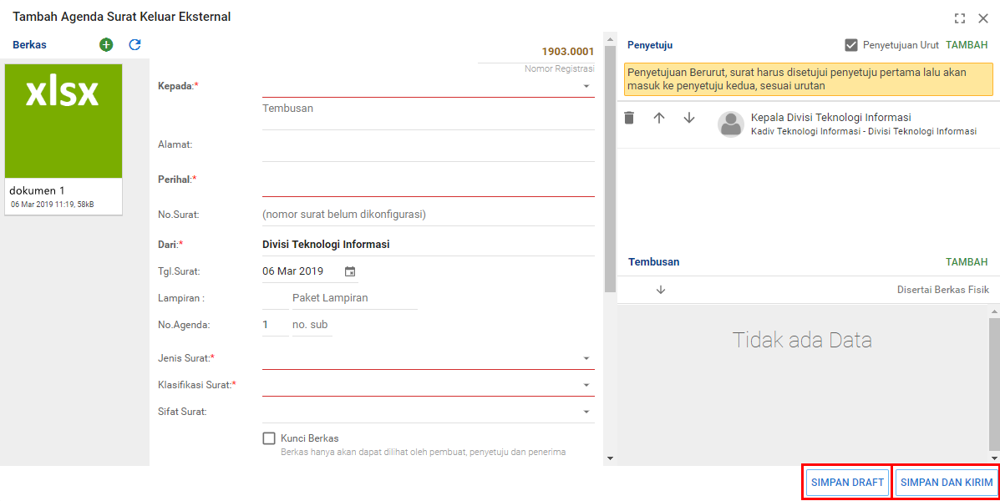 Tambah Agenda Surat Keluar Eksternal
Berkas
xlsx
dokumen 1
06 Mar 2019 11:19, 58kB
1903.0001
Nomor Registrasi
Kepada:*
Tembusan
Alamat:
Perihal:*
No.Surat:
(nomor surat belum dikonfigurasi)
Dari:*
Divisi Teknologi Informasi
Tgl.Surat:
06 Mar 2019
Lampiran :
Paket Lampiran
No.Agenda:
1
no. sub
Jenis Surat:*
Klasifikasi Surat:*
Sifat Surat:
Kunci Berkas
Berkas hanya akan dapat dilihat oleh pembuat, penyetuju dan penerima
Penyetuju
Penyetujuan Urut
TAMBAH
Penyetujuan Berurut, surat harus disetujui penyetuju pertama lalu akan
masuk ke penyetuju kedua, sesuai urutan
Kepala Divisi Teknologi Informasi
Kadiv Teknologi Informasi - Divisi Teknologi Informasi
Tembusan
TAMBAH
Disertai Berkas Fisik
Tidak ada Data
SIMPAN DRAFT
SIMPAN DAN KIRIM